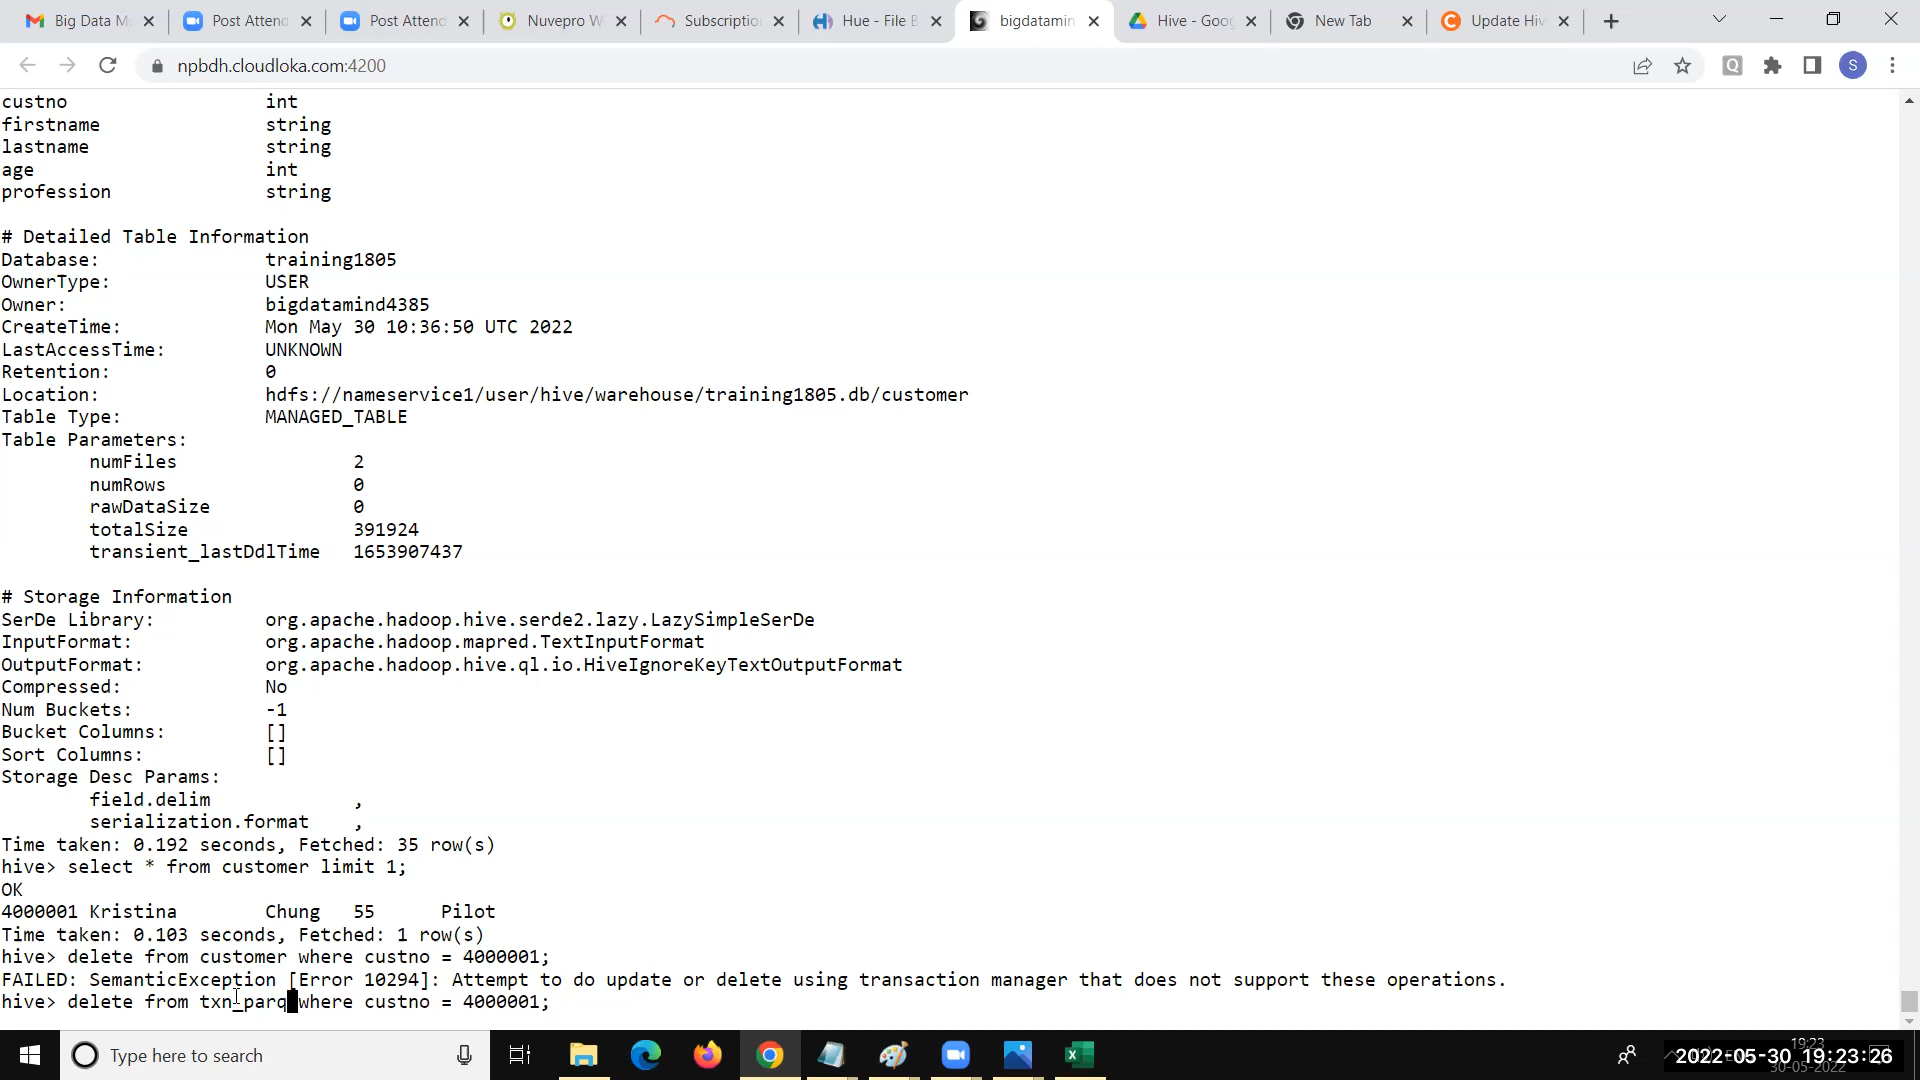 Big Data M
Post Attend
Post Attend
Nuvepro W
Subscriptio
Hue - File B
bigdatamin
Hive - Goog
New Tab
Update Hiv
npbdh.cloudloka.com:4200
Q
S
custno int
firstname string
lastname string
age int
profession string
# Detailed Table Information
Database: training1805
OwnerType: USER
Owner: bigdatamind4385
CreateTime: Mon May 30 10:36:50 UTC 2022
LastAccessTime: UNKNOWN
Retention: 0
Location: hdfs://nameservice1/user/hive/warehouse/training1805.db/customer
Table Type: MANAGED_TABLE
Table Parameters:
numFiles 2
numRows 0
rawDataSize 0
totalSize 391924
transient_lastDdlTime 1653907437
# Storage Information
SerDe Library: org.apache.hadoop.hive.serde2.lazy.LazySimpleSerDe
InputFormat: org.apache.hadoop.mapred.TextInputFormat
OutputFormat: org.apache.hadoop.hive.ql.io.HiveIgnoreKeyTextOutputFormat
Compressed: No
Num Buckets: -1
Bucket Columns: []
Sort Columns: []
Storage Desc Params:
field.delim ,
serialization.format ,
Time taken: 0.192 seconds, Fetched: 35 row(s)
hive> select * from customer limit 1;
OK
4000001 Kristina Chung 55 Pilot
Time taken: 0.103 seconds, Fetched: 1 row(s)
hive> delete from customer where custno = 4000001;
FAILED: SemanticException [Error 10294]: Attempt to do update or delete using transaction manager that does not support these operations.
hive> delete from txn_parq where custno = 4000001;
Type here to search
19:23
2022-05-30 19:23:26
30-05-2022